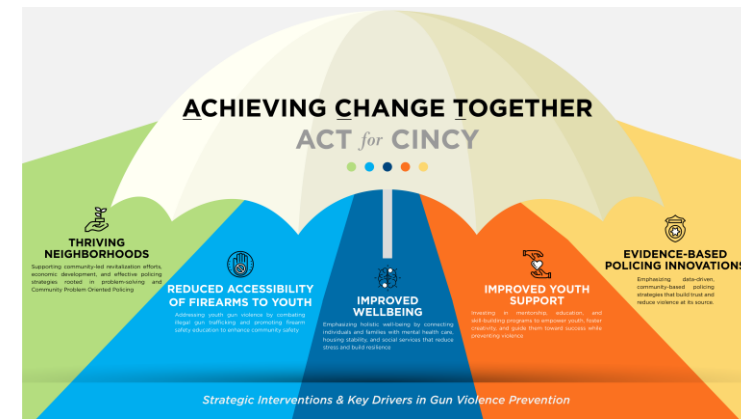 ACHIEVING CHANGE TOGETHER
ACT for CINCY
THRIVING
NEIGHBORHOODS
Supporting community-led revitalization efforts,
economic development, and effective policing
strategies rooted in problem-solving and
Community Problem Oriented Policing
REDUCED ACCESSIBILITY
OF FIREARMS TO YOUTH
Addressing youth gun violence by combating
illegal gun trafficking and promoting firearm
safety education to enhance community safety
IMPROVED
WELLBEING
Emphasizing holistic well-being by connecting
individuals and families with mental health care,
housing stability, and social services that reduce
stress and build resilience.
IMPROVED YOUTH
SUPPORT
Investing in mentorship, education, and
skill-building programs to empower youth, foster
creativity, and guide them toward success while
preventing violence
EVIDENCE-BASED
POLICING INNOVATIONS
Emphasizing data-driven,
community-based policing
strategies that build trust and
reduce violence at its source.
Strategic Interventions & Key Drivers in Gun Violence Prevention